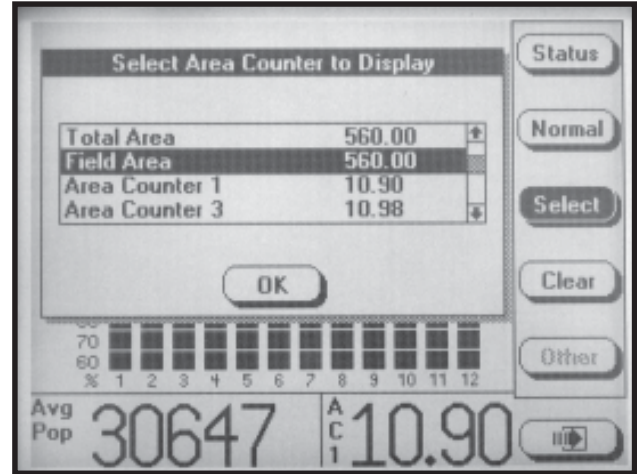 Select Area Counter to Display
Total Area 560.00
Field Area 560.00
Area Counter 1 10.90
Area Counter 3 10.98
OK
Status
Normal
Select
Clear
Other
70
60
% 1 2 3 4 5 6 7 8 9 10 11 12
Avg Pop 30647
AC1 10.90